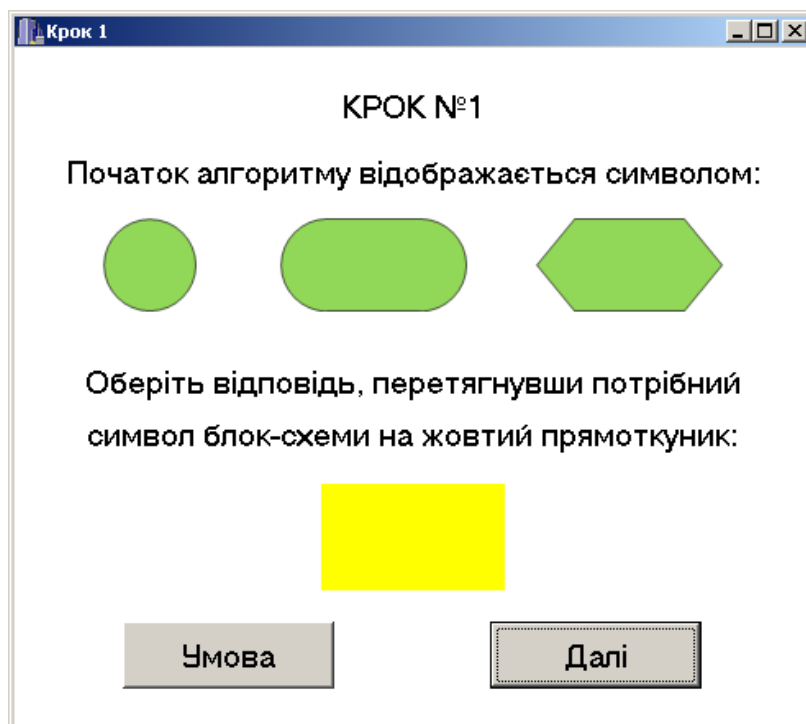 Крок 1
КРОК №1
Початок алгоритму відображається символом:
Оберіть відповідь, перетягнувши потрібний
символ блок-схеми на жовтий прямоткуник:
Умова
Далі